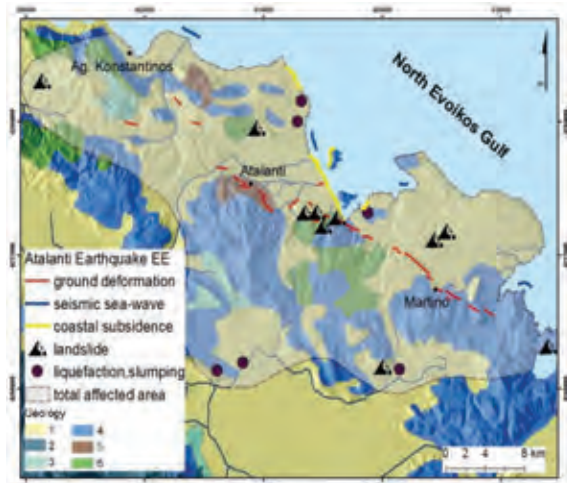 Ag. Konstantinos
North Evoikos Gulf
Atalanti
Martino
Atalanti Earthquake EE
ground deformation
seismic sea-wave
coastal subsidence
landslide
liquefaction,slumping
total affected area
Geology
1 4
2 5
3 6
0 2 4 8 km